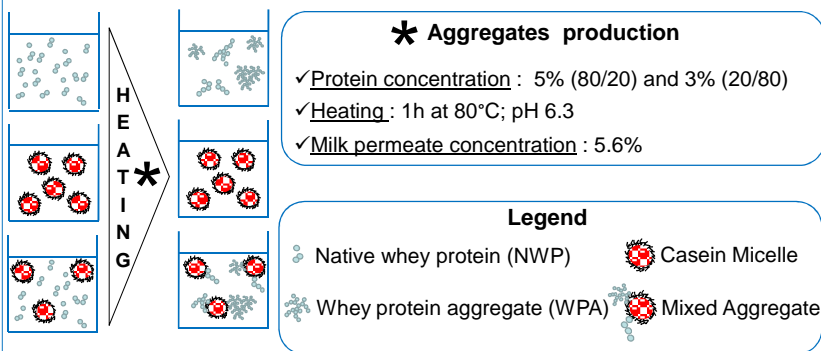 HEATING
*
* Aggregates production
✓Protein concentration : 5% (80/20) and 3% (20/80)
✓Heating : 1h at 80°C; pH 6.3
✓Milk permeate concentration : 5.6%
Legend
Native whey protein (NWP)
Casein Micelle
Whey protein aggregate (WPA)
Mixed Aggregate